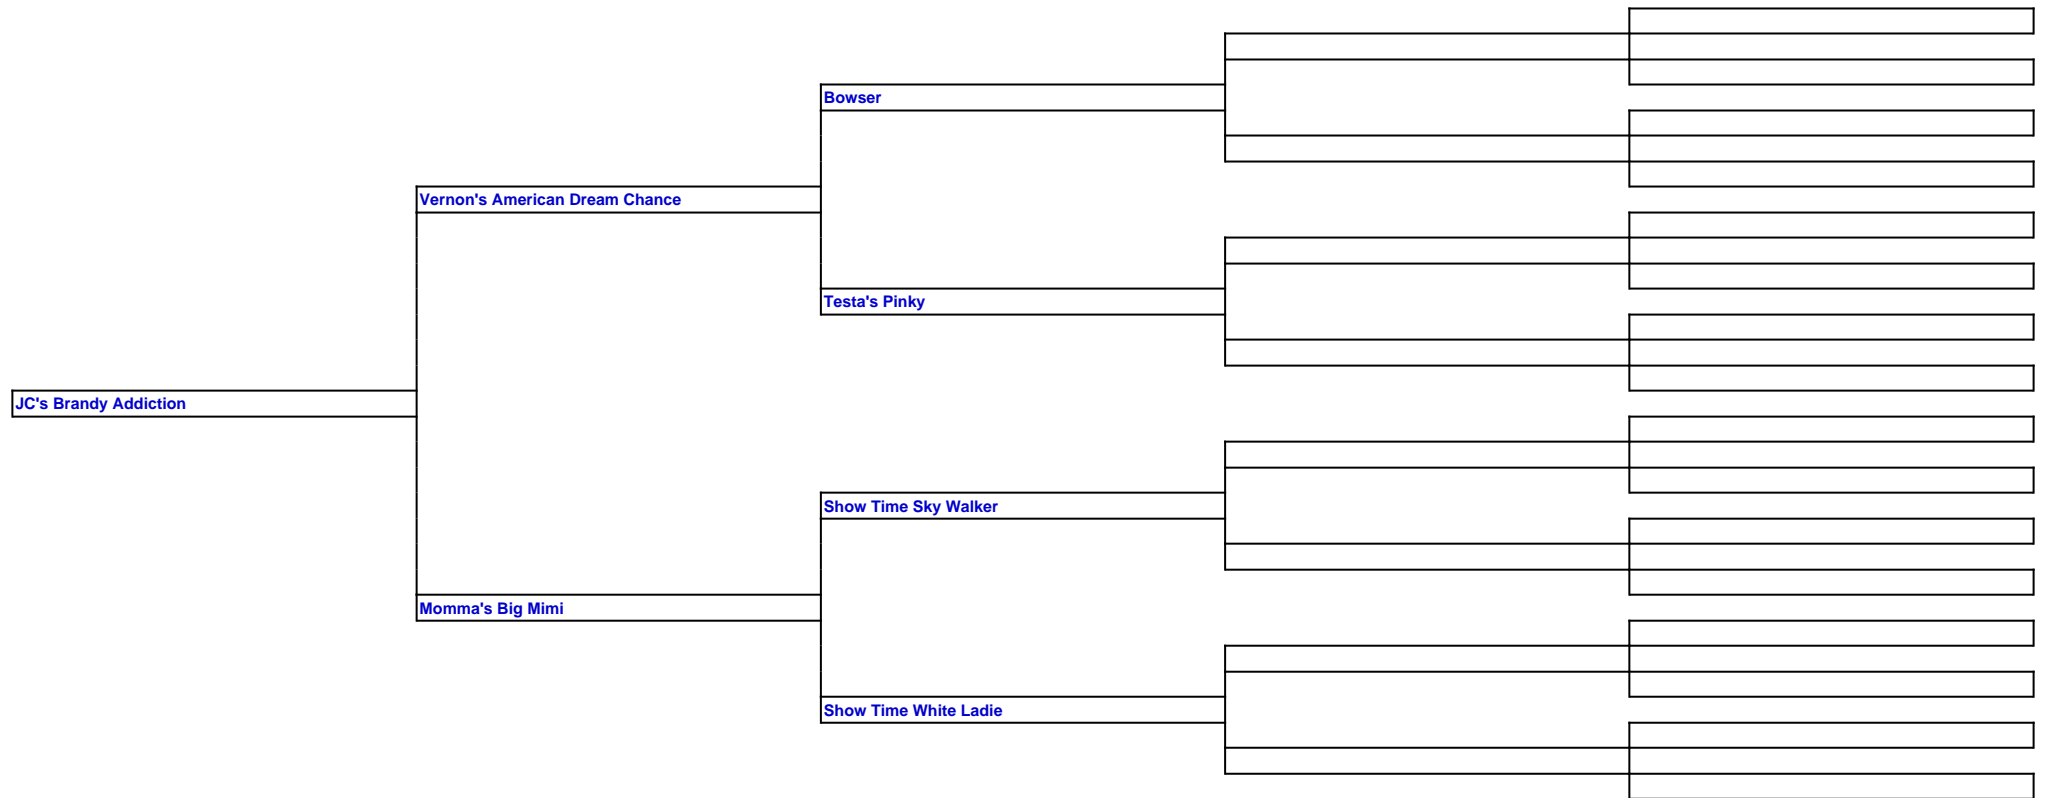 Bowser
Vernon's American Dream Chance
Testa's Pinky
JC's Brandy Addiction
Show Time Sky Walker
Momma's Big Mimi
Show Time White Ladie